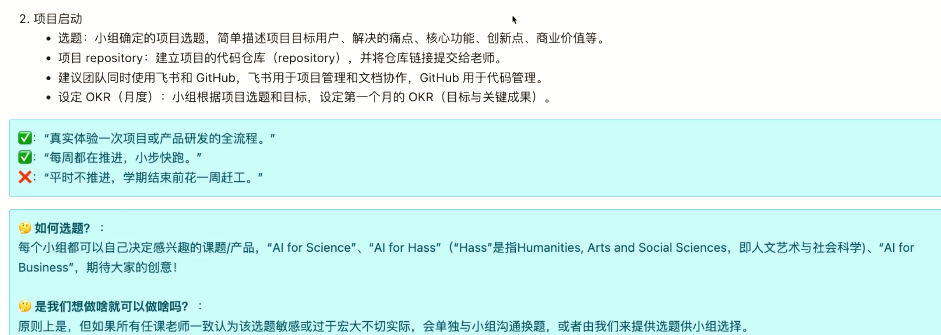 2. 项目启动
• 选题：小组确定的项目选题，简单描述项目目标用户、解决的痛点、核心功能、创新点、商业价值等。
• 项目 repository：建立项目的代码仓库（repository），并将仓库链接提交给老师。
• 建议团队同时使用飞书和 GitHub，飞书用于项目管理和文档协作，GitHub 用于代码管理。
• 设定 OKR（月度）：小组根据项目选题和目标，设定第一个月的 OKR（目标与关键成果）。
✅：“真实体验一次项目或产品研发的全流程。”
✅：“每周都在推进，小步快跑。”
❌：“平时不推进，学期结束前花一周赶工。”
🤔 如何选题？：
每个小组都可以自己决定感兴趣的课题/产品，“AI for Science”、“AI for Hass”（“Hass”是指Humanities, Arts and Social Sciences，即人文艺术与社会科学)、“AI for
Business”，期待大家的创意！
🤔 是我们想做啥就可以做啥吗？：
原则上是，但如果所有任课老师一致认为该选题敏感或过于宏大不切实际，会单独与小组沟通换题，或者由我们来提供选题供小组选择。